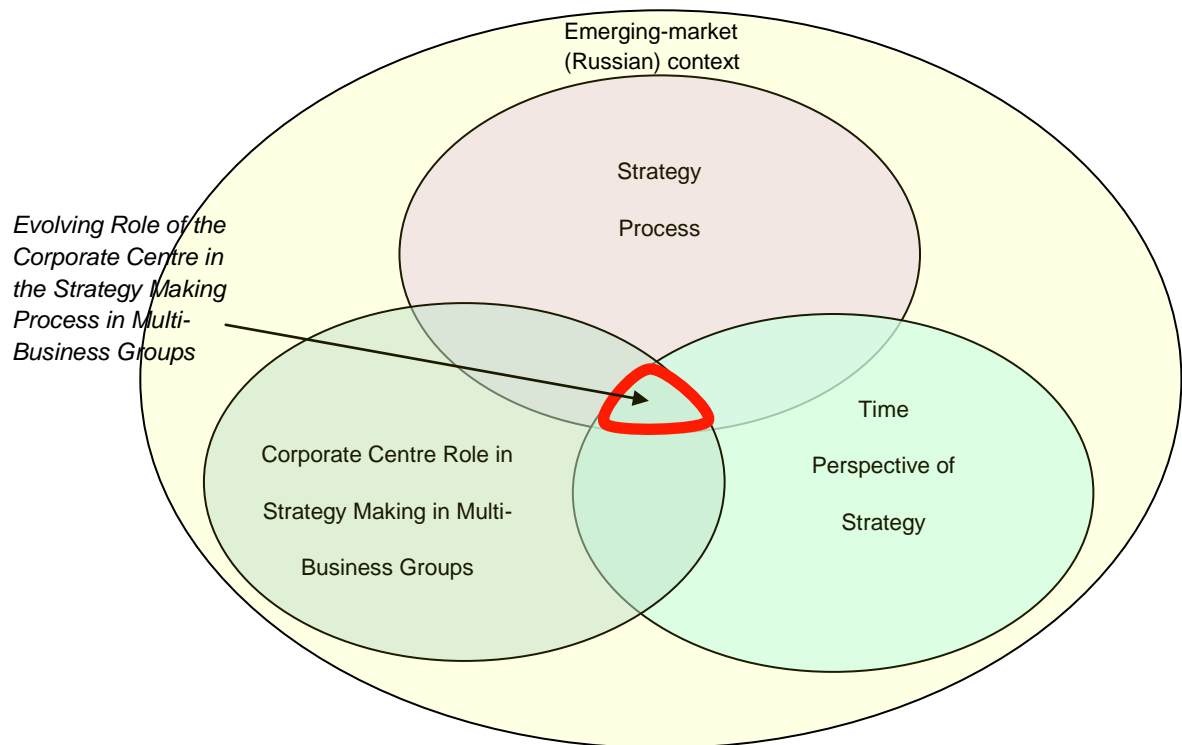 Emerging-market
(Russian) context
Strategy
Process
Evolving Role of the
Corporate Centre in
the Strategy Making
Process in Multi-
Business Groups
Corporate Centre Role in
Strategy Making in Multi-
Business Groups
Time
Perspective of
Strategy